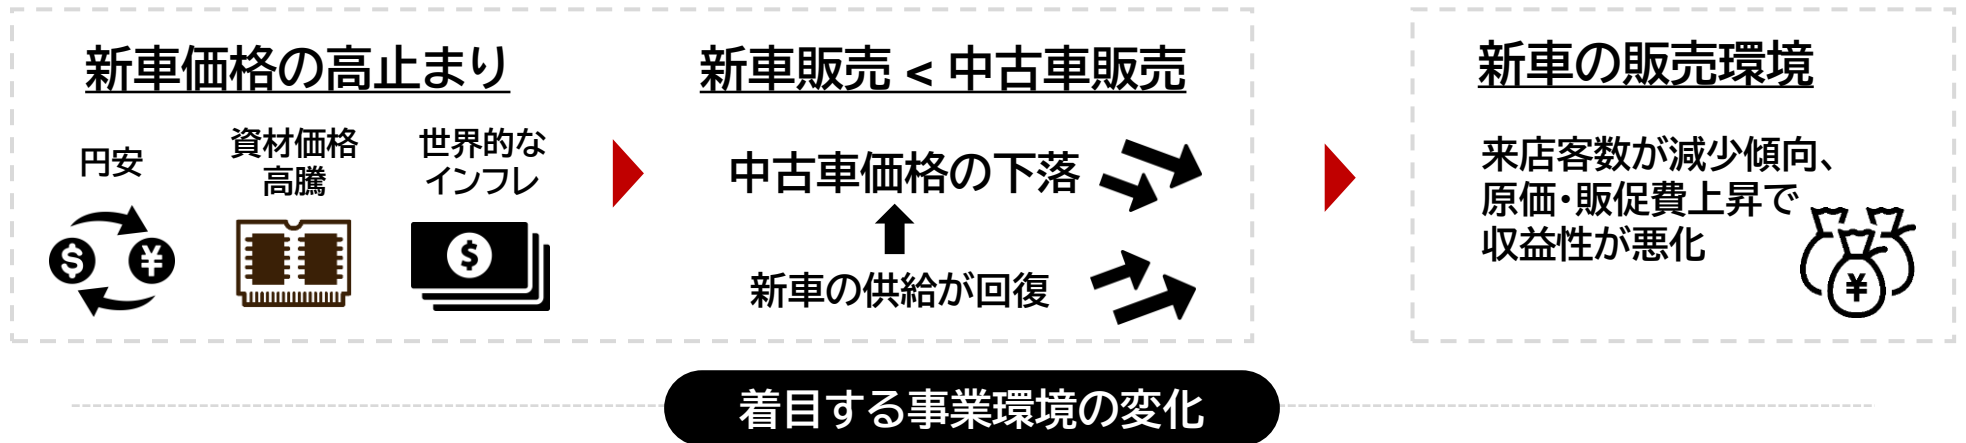 新車価格の高止まり
円安
資材価格
高騰
世界的な
インフレ
$
¥
$
新車販売 < 中古車販売
中古車価格の下落
新車の供給が回復
新車の販売環境
来店客数が減少傾向、
原価・販促費上昇で
収益性が悪化
¥
着目する事業環境の変化